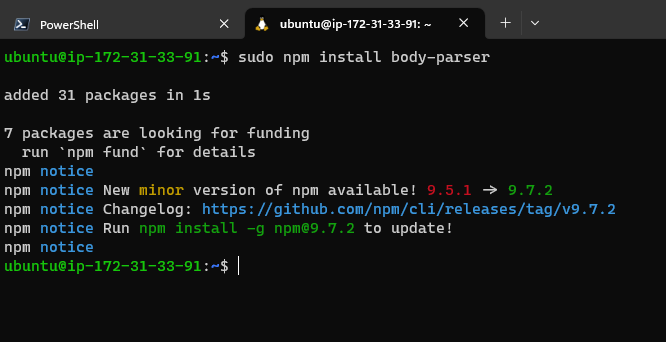 PowerShell
ubuntu@ip-172-31-33-91: ~
ubuntu@ip-172-31-33-91:~$ sudo npm install body-parser
added 31 packages in 1s
7 packages are looking for funding
  run `npm fund` for details
npm notice
npm notice New minor version of npm available! 9.5.1 -> 9.7.2
npm notice Changelog: https://github.com/npm/cli/releases/tag/v9.7.2
npm notice Run npm install -g npm@9.7.2 to update!
npm notice
ubuntu@ip-172-31-33-91:~$